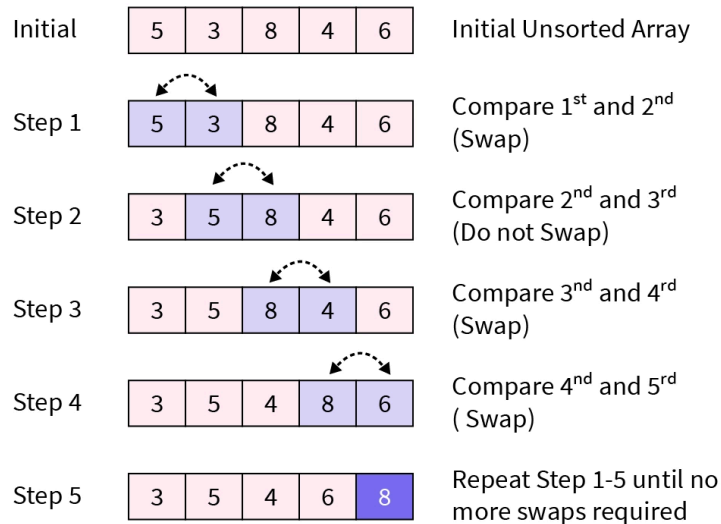 Initial 5 3 8 4 6 Initial Unsorted Array
Step 1 5 3 8 4 6 Compare 1st and 2nd
(Swap)
Step 2 3 5 8 4 6 Compare 2nd and 3rd
(Do not Swap)
Step 3 3 5 8 4 6 Compare 3nd and 4rd
(Swap)
Step 4 3 5 4 8 6 Compare 4nd and 5rd
( Swap)
Step 5 3 5 4 6 8 Repeat Step 1-5 until no
more swaps required